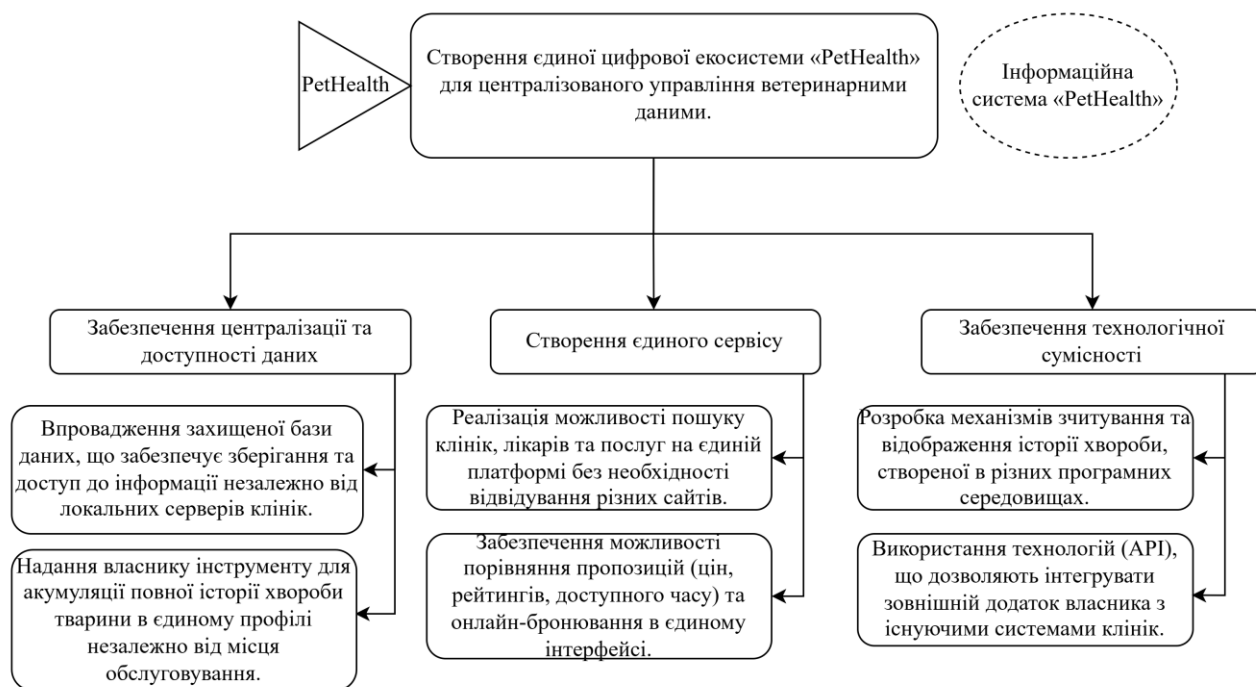 PetHealth
Створення єдиної цифрової екосистеми «PetHealth»
для централізованого управління ветеринарними
даними.
Інформаційна
система «PetHealth»
Забезпечення централізації та
доступності даних
Створення єдиного сервісу
Забезпечення технологічної
сумісності
Впровадження захищеної бази
даних, що забезпечує зберігання та
доступ до інформації незалежно від
локальних серверів клінік.
Реалізація можливості пошуку
клінік, лікарів та послуг на єдиній
платформі без необхідності
відвідування різних сайтів.
Розробка механізмів зчитування та
відображення історії хвороби,
створеної в різних програмних
середовищах.
Надання власнику інструменту для
акумуляції повної історії хвороби
тварини в єдиному профілі
незалежно від місця
обслуговування.
Забезпечення можливості
порівняння пропозицій (цін,
рейтингів, доступного часу) та
онлайн-бронювання в єдиному
інтерфейсі.
Використання технологій (API),
що дозволяють інтегрувати
зовнішній додаток власника з
існуючими системами клінік.